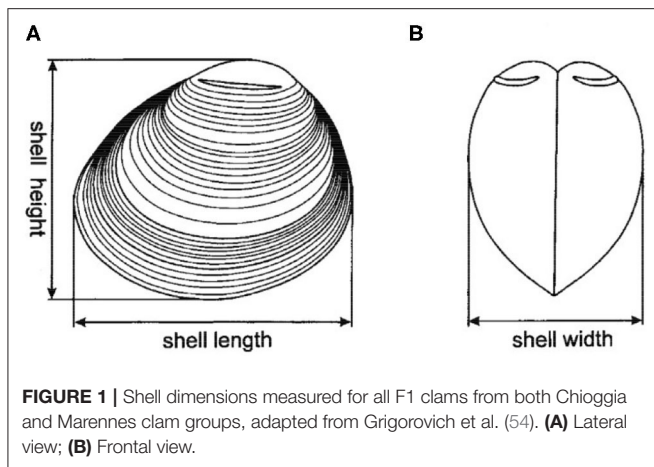 A
B
shell height
shell length
shell width
FIGURE 1 | Shell dimensions measured for all F1 clams from both Chioggia
and Marennes clam groups, adapted from Grigorovich et al. (54). (A) Lateral
view; (B) Frontal view.